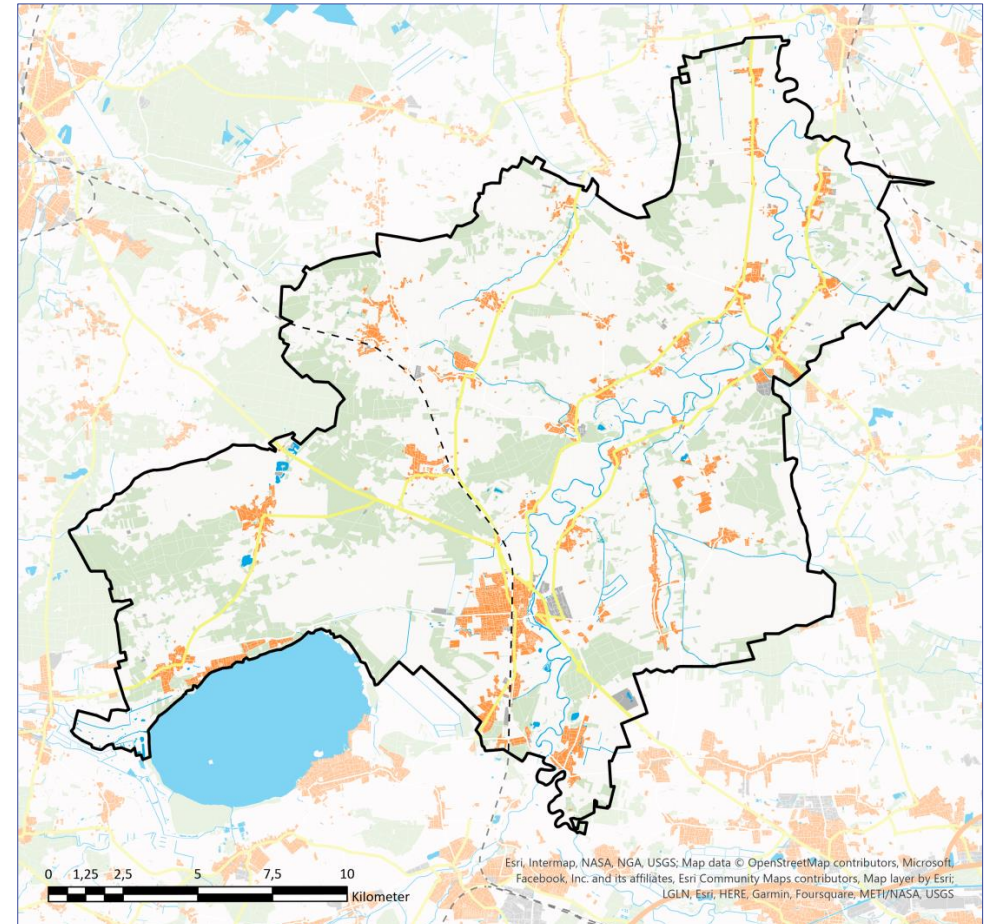 Esri, Intermap, NASA, NGA, USGS; Map data © OpenStreetMap contributors, Microsoft,
Facebook, Inc. and its affiliates, Esri Community Maps contributors, Map layer by Esri;
LGLN, Esri, HERE, Garmin, Foursquare, METI/NASA, USGS
0 1,25 2,5 5 7,5 10
Kilometer